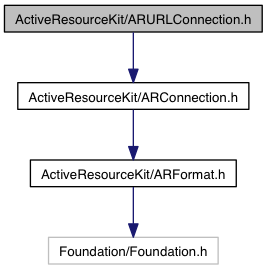 ActiveResourceKit/ARURLConnection.h
ActiveResourceKit/ARConnection.h
ActiveResourceKit/ARFormat.h
Foundation/Foundation.h